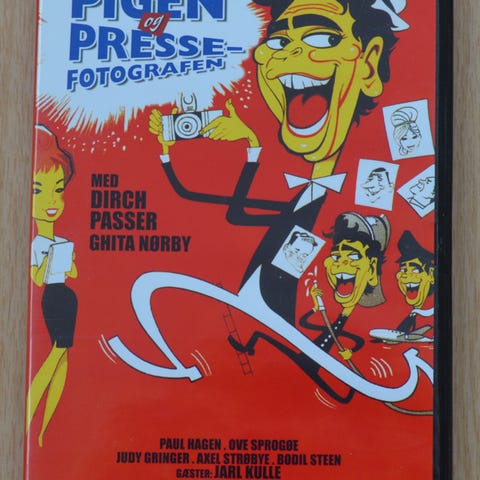 PIGEN
og
PRESSE-
FOTOGRAFEN
MED
DIRCH
PASSER
GHITA NØRBY
PAUL HAGEN . OVE SPROGØE
JUDY GRINGER . AXEL STRØBYE . BODIL STEEN
GÆSTER: JARL KULLE